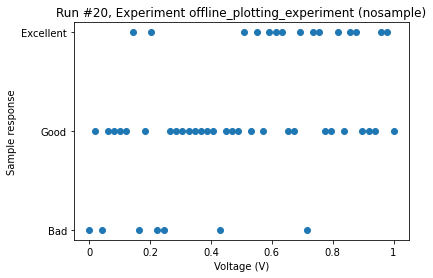 Run #20, Experiment offline_plotting_experiment (nosample)
Excellent
Good
Bad
Sample response
0
0.2
0.4
0.6
0.8
1
Voltage (V)